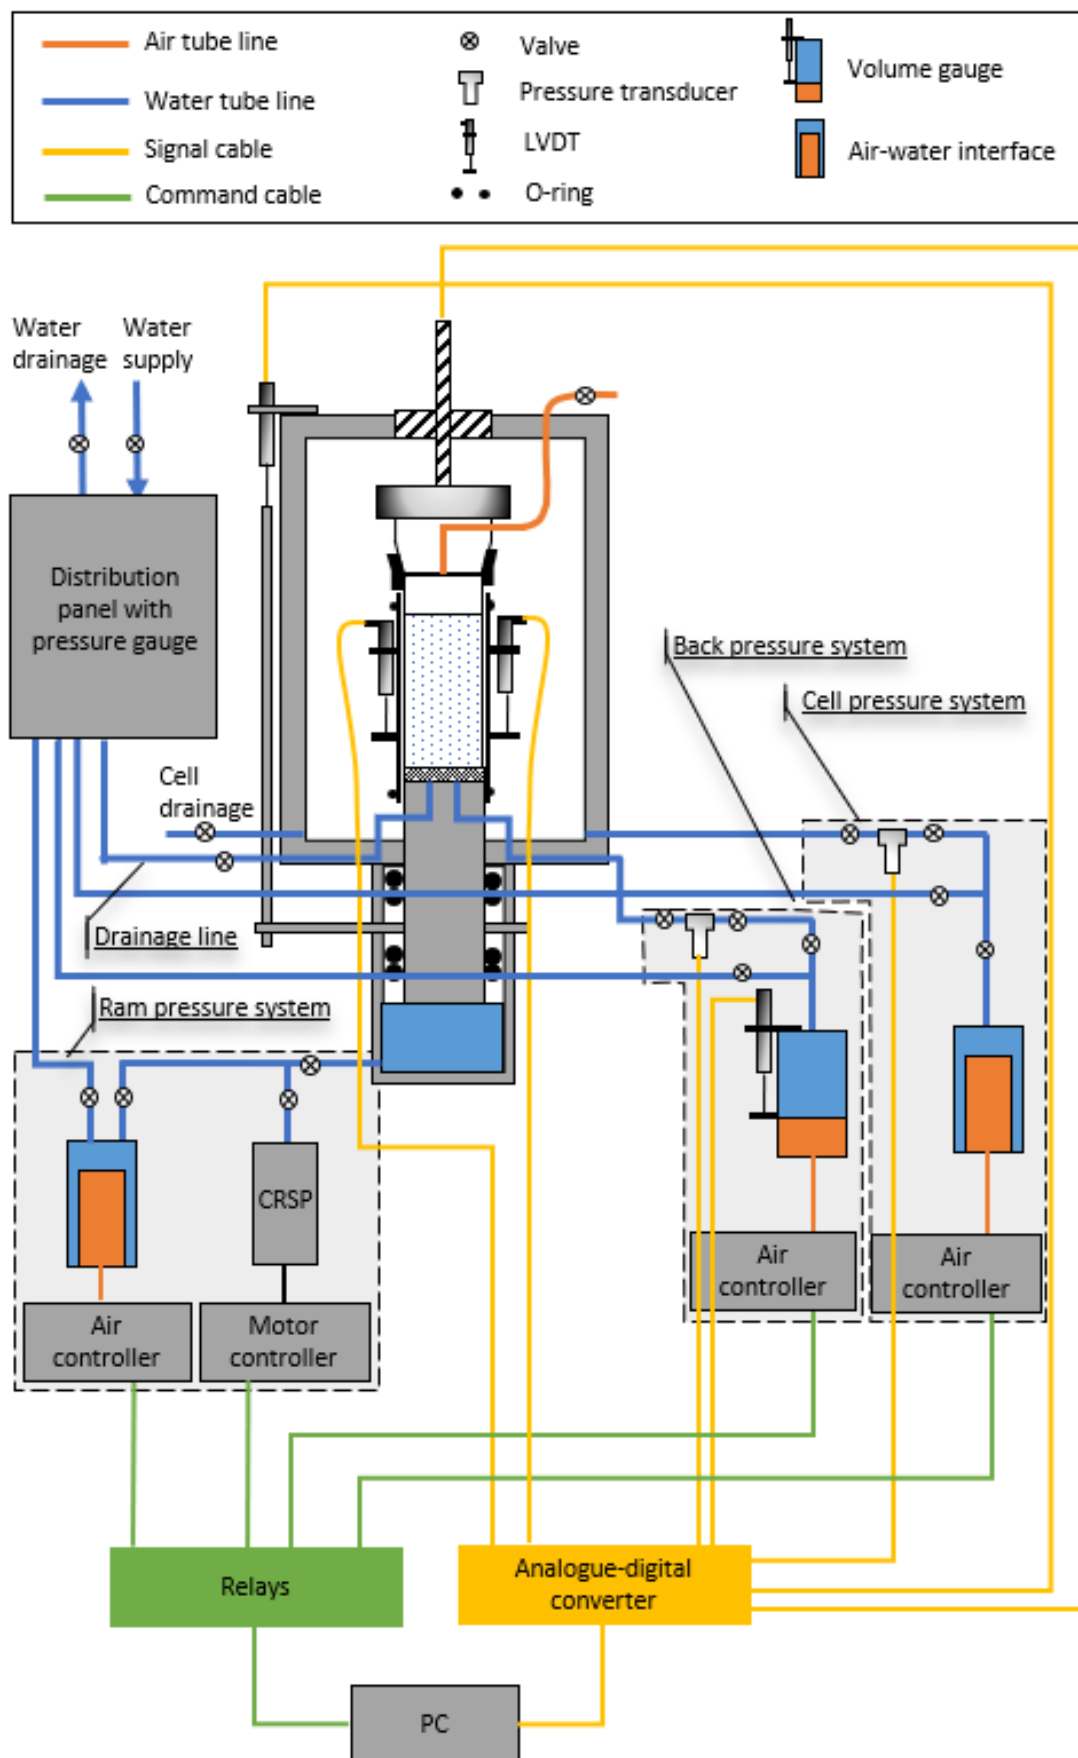 Air tube line
Water tube line
Signal cable
Command cable
Valve
Pressure transducer
LVDT
O-ring
Volume gauge
Air-water interface
Water
drainage
Water
supply
Distribution
panel with
pressure gauge
Back pressure system
Cell pressure system
Cell
drainage
Drainage line
Ram pressure system
CRSP
Air
controller
Motor
controller
Air
controller
Air
controller
Relays
Analogue-digital
converter
PC